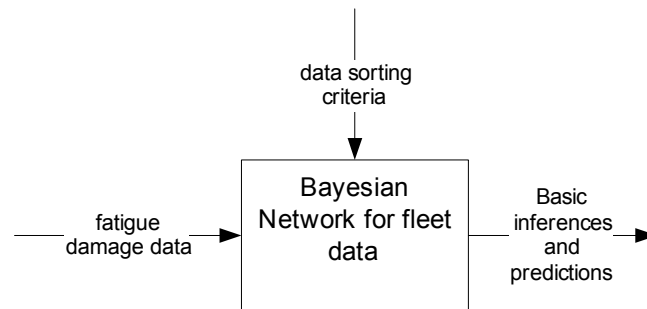 data sorting
criteria
Bayesian
Network for fleet
data
fatigue
damage data
Basic
inferences
and
predictions